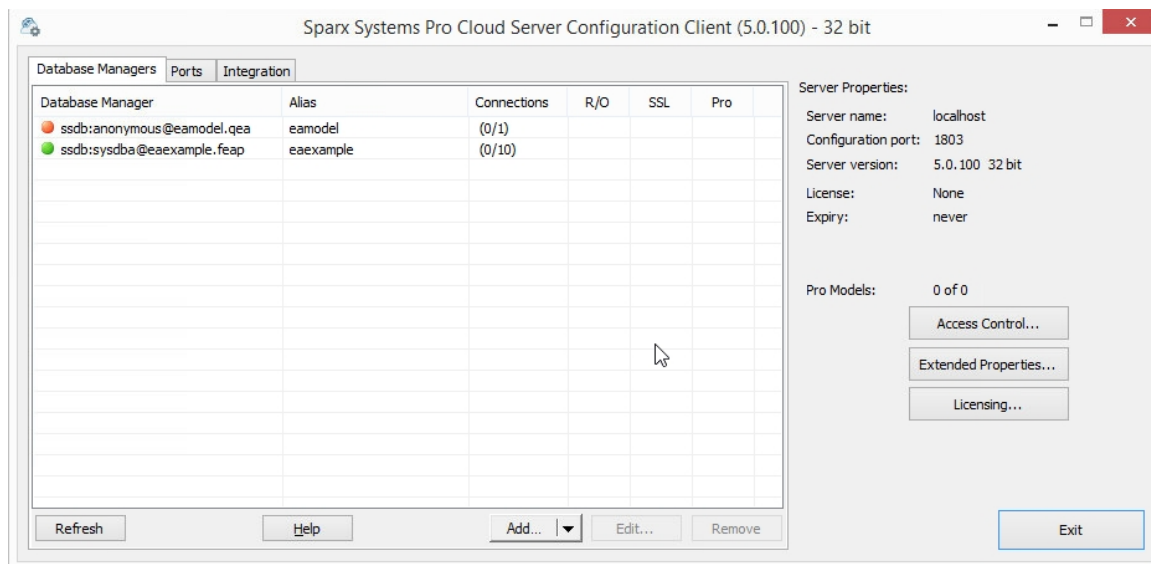 Sparx Systems Pro Cloud Server Configuration Client (5.0.100) - 32 bit
Database Managers Ports Integration
Database Manager Alias Connections R/O SSL Pro
ssdb:anonymous@eamodel.qea eamodel (0/1)
ssdb:sysdba@eaexample.feap eaexample (0/10)
Refresh Help Add... Edit... Remove
Server Properties:
Server name: localhost
Configuration port: 1803
Server version: 5.0.100 32 bit
License: None
Expiry: never
Pro Models: 0 of 0
Access Control...
Extended Properties...
Licensing...
Exit